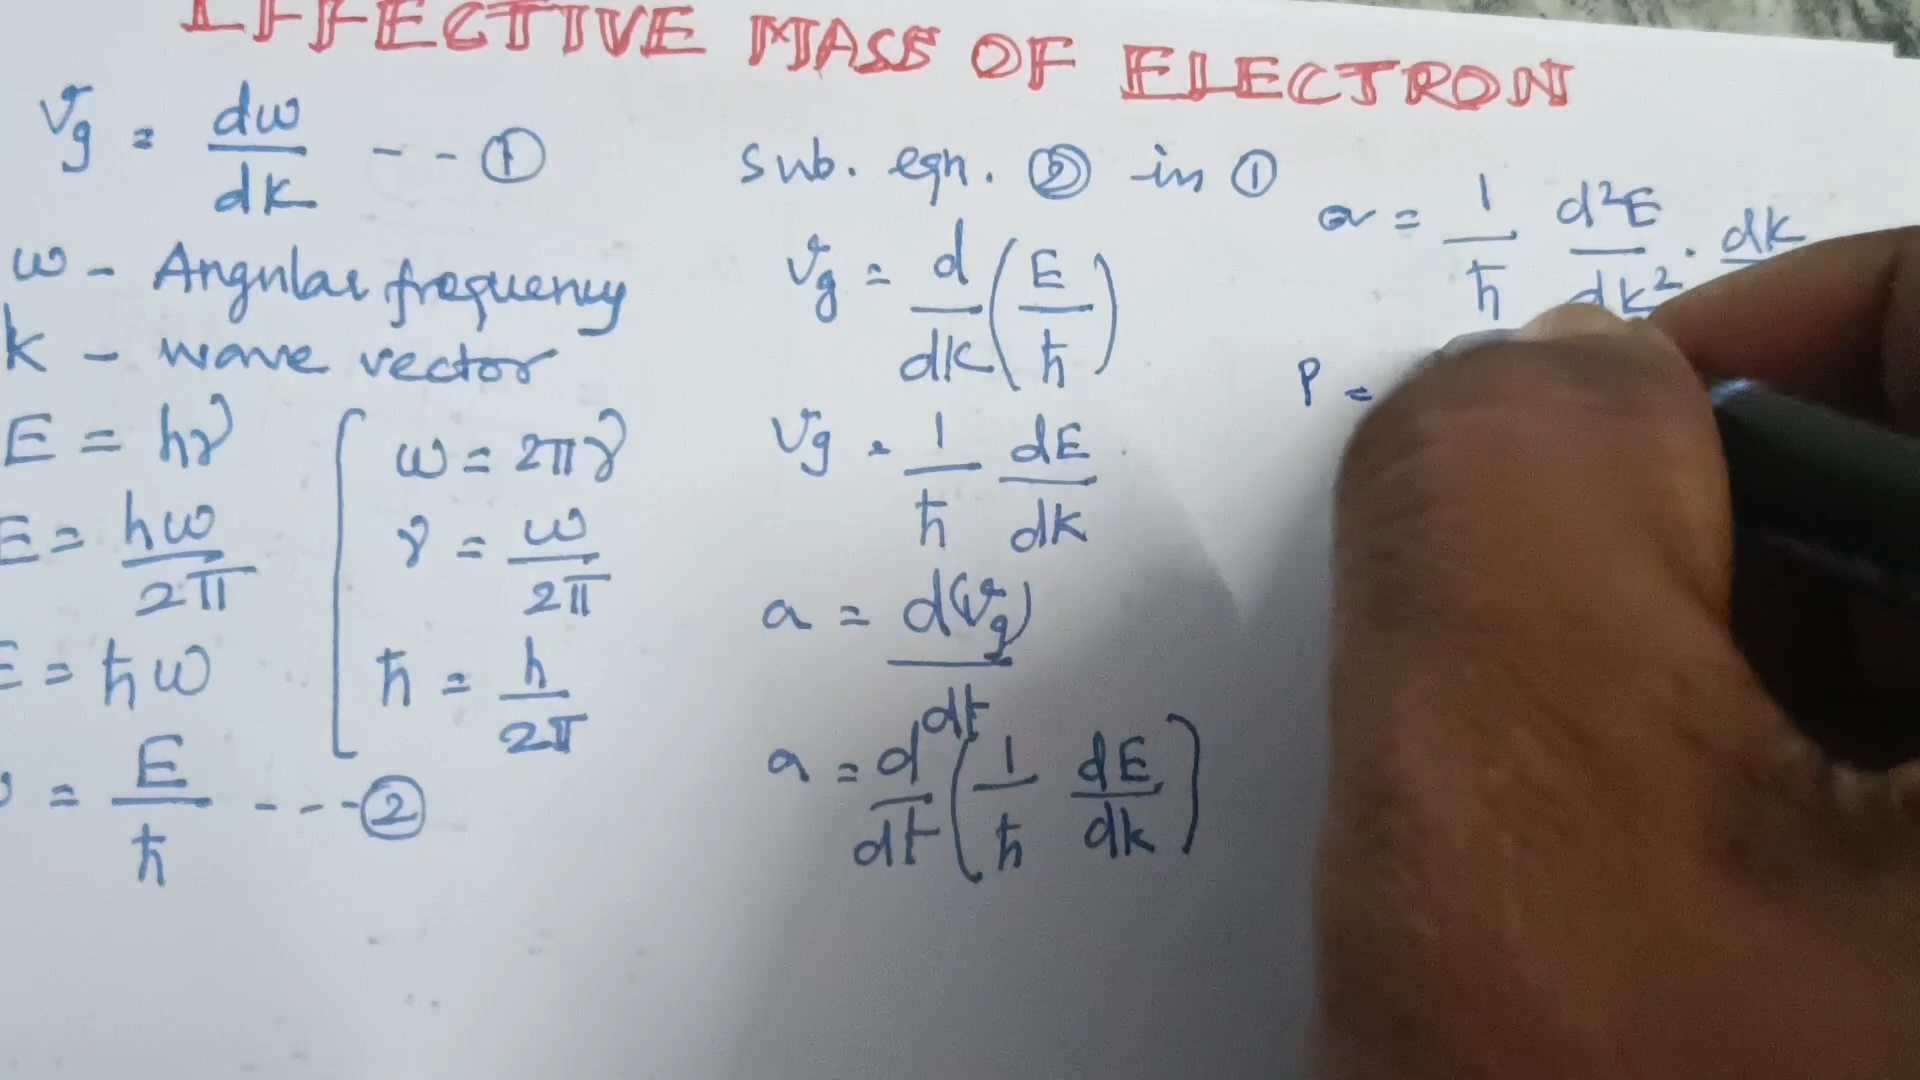 EFFECTIVE MASS OF ELECTRON
Vg = dω/dk --①
ω - Angular frequency
k - wave vector
E = hγ
E = hω/2π
E = ħω
= E/ħ ---②
ω = 2πγ
γ = ω/2π
ħ = h/2π
sub. eqn. ② in ①
Vg = d/dk (E/ħ)
Vg = 1/ħ dE/dk
a = d(Vg)/dt
a = d/dt (1/ħ dE/dk)
a = 1/ħ d²E/dk² . dk
P =